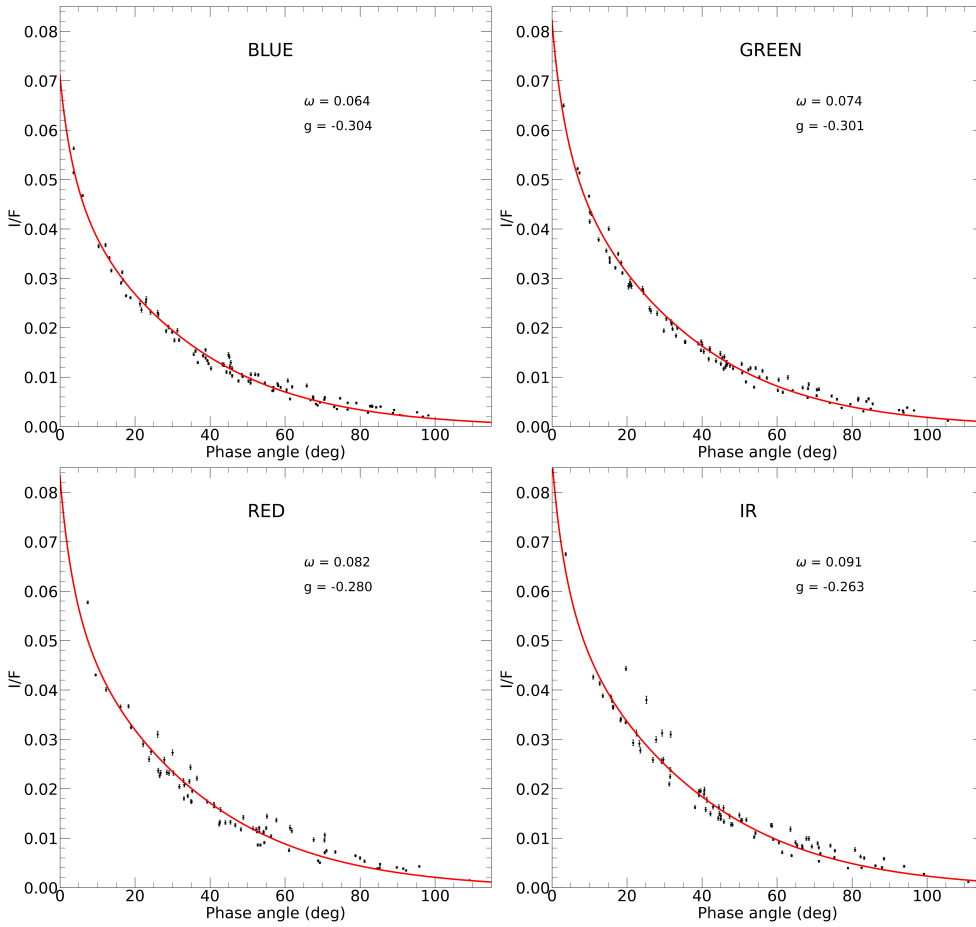 BLUE
ω = 0.064
g = -0.304
0.08
0.07
0.06
0.05
0.04
0.03
0.02
0.01
0.00
I/F
0 20 40 60 80 100
Phase angle (deg)
GREEN
ω = 0.074
g = -0.301
0.08
0.07
0.06
0.05
0.04
0.03
0.02
0.01
0.00
I/F
0 20 40 60 80 100
Phase angle (deg)
RED
ω = 0.082
g = -0.280
0.08
0.07
0.06
0.05
0.04
0.03
0.02
0.01
0.00
I/F
0 20 40 60 80 100
Phase angle (deg)
IR
ω = 0.091
g = -0.263
0.08
0.07
0.06
0.05
0.04
0.03
0.02
0.01
0.00
I/F
0 20 40 60 80 100
Phase angle (deg)